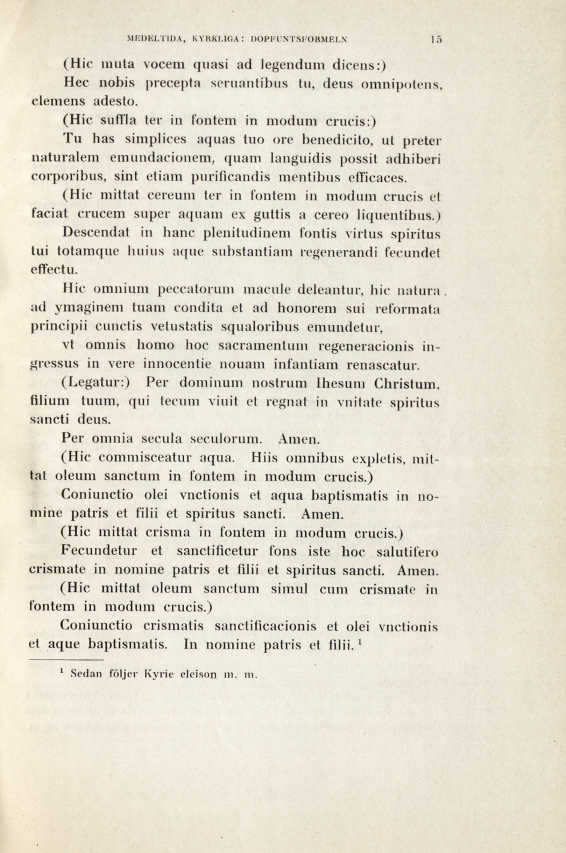 MEDELTIDA, KYRKLIGA: DOPFUNTSFORMELN 15
(Hic muta vocem quasi ad legendum dicens:)
Hec nobis precepta seruantibus tu, deus omnipotens,
clemens adesto.
(Hic suffla ter in fontem in modum crucis:)
Tu has simplices aquas tuo ore benedicito, ut preter
naturalem emundacionem, quam languidis possit adhiberi
corporibus, sint etiam purificandis mentibus efficaces.
(Hic mittat cereum ter in fontem in modum crucis et
faciat crucem super aquam ex guttis a cereo liquentibus.)
Descendat in hanc plenitudinem fontis virtus spiritus
tui totamque huius aque substantiam regenerandi fecundet
effectu.
Hic omnium peccatorum macule deleantur, hic natura
ad ymaginem tuam condita et ad honorem sui reformata
principii cunctis vetustatis squaloribus emundetur,
vt omnis homo hoc sacramentum regeneracionis in-
gressus in vere innocentie nouam infantiam renascatur.
(Legatur:) Per dominum nostrum Ihesum Christum,
filium tuum, qui tecum viuit et regnat in vnitate spiritus
sancti deus.
Per omnia secula seculorum. Amen.
(Hic commisceatur aqua. Hiis omnibus expletis, mit-
tat oleum sanctum in fontem in modum crucis.)
Coniunctio olei vnctionis et aqua baptismatis in no-
mine patris et filii et spiritus sancti. Amen.
(Hic mittat crisma in fontem in modum crucis.)
Fecundetur et sanctificetur fons iste hoc salutifero
crismate in nomine patris et filii et spiritus sancti. Amen.
(Hic mittat oleum sanctum simul cum crismate in
fontem in modum crucis.)
Coniunctio crismatis sanctificacionis et olei vnctionis
et aque baptismatis. In nomine patris et filii.¹
¹ Sedan följer Kyrie eleison m. m.